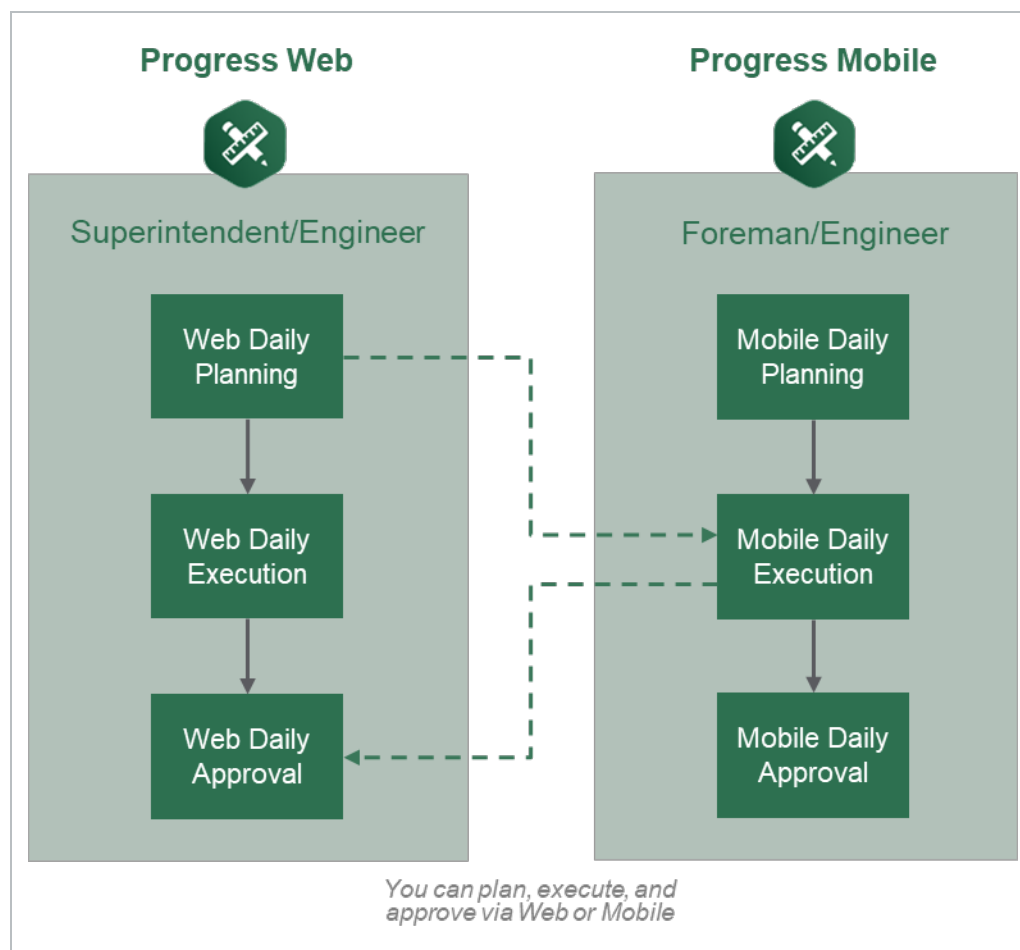 Progress Web
Progress Mobile
Superintendent/Engineer
Web Daily
Planning
Web Daily
Execution
Web Daily
Approval
Foreman/Engineer
Mobile Daily
Planning
Mobile Daily
Execution
Mobile Daily
Approval
You can plan, execute, and
approve via Web or Mobile